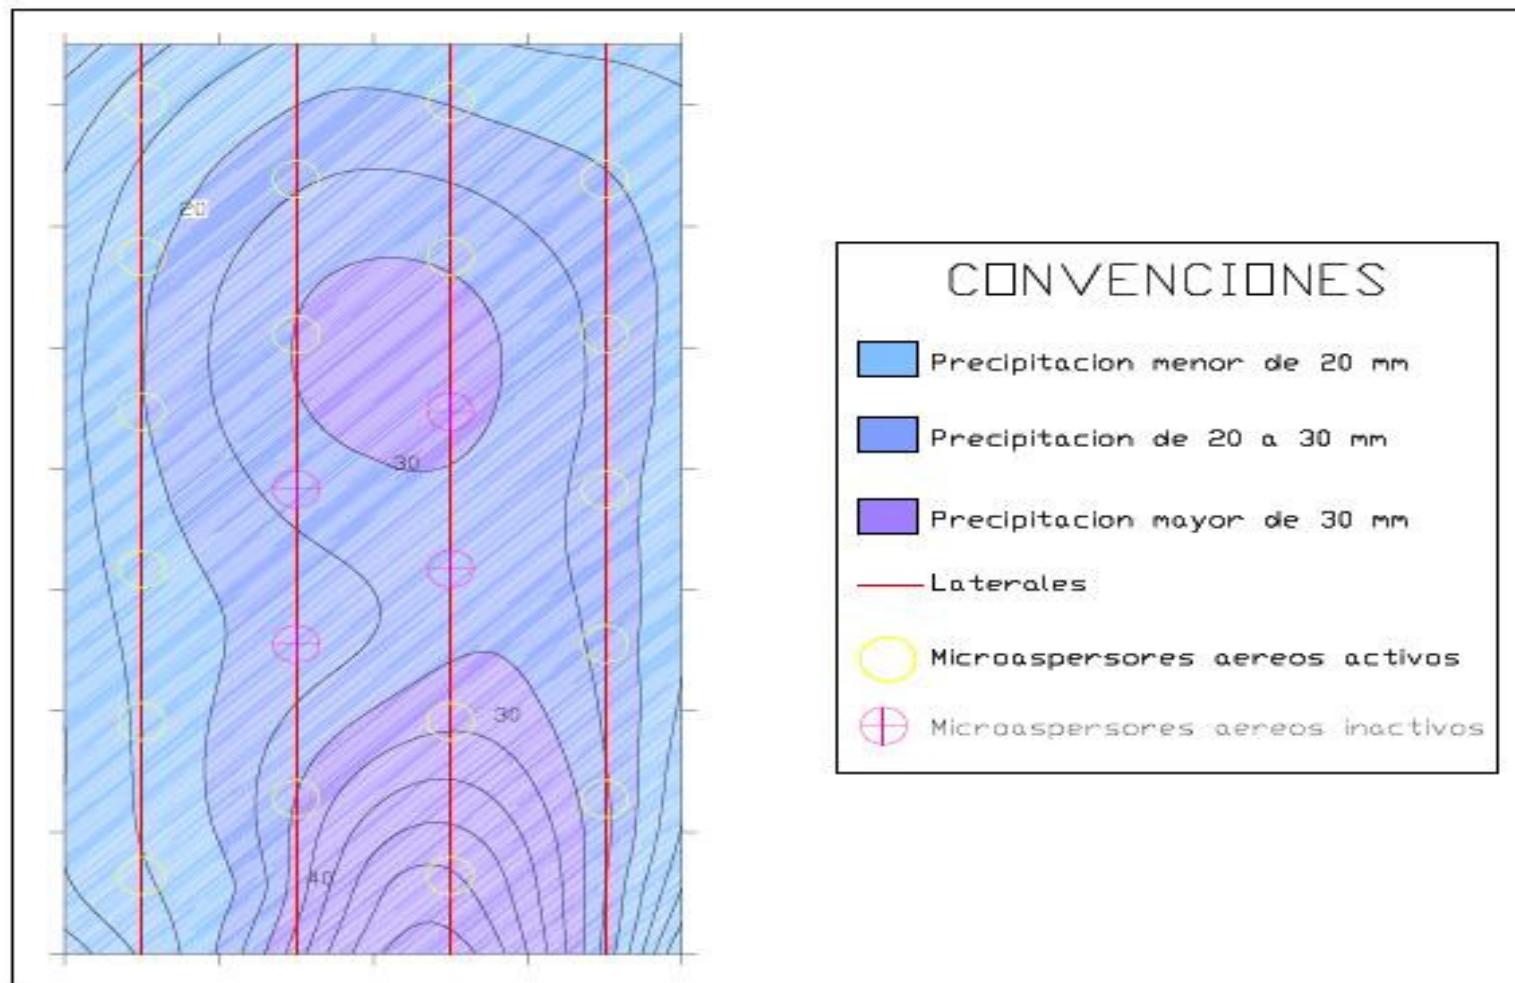 20
30
30
40
CONVENCIONES
Precipitacion menor de 20 mm
Precipitacion de 20 a 30 mm
Precipitacion mayor de 30 mm
Laterales
Microaspersores aereos activos
Microaspersores aereos inactivos